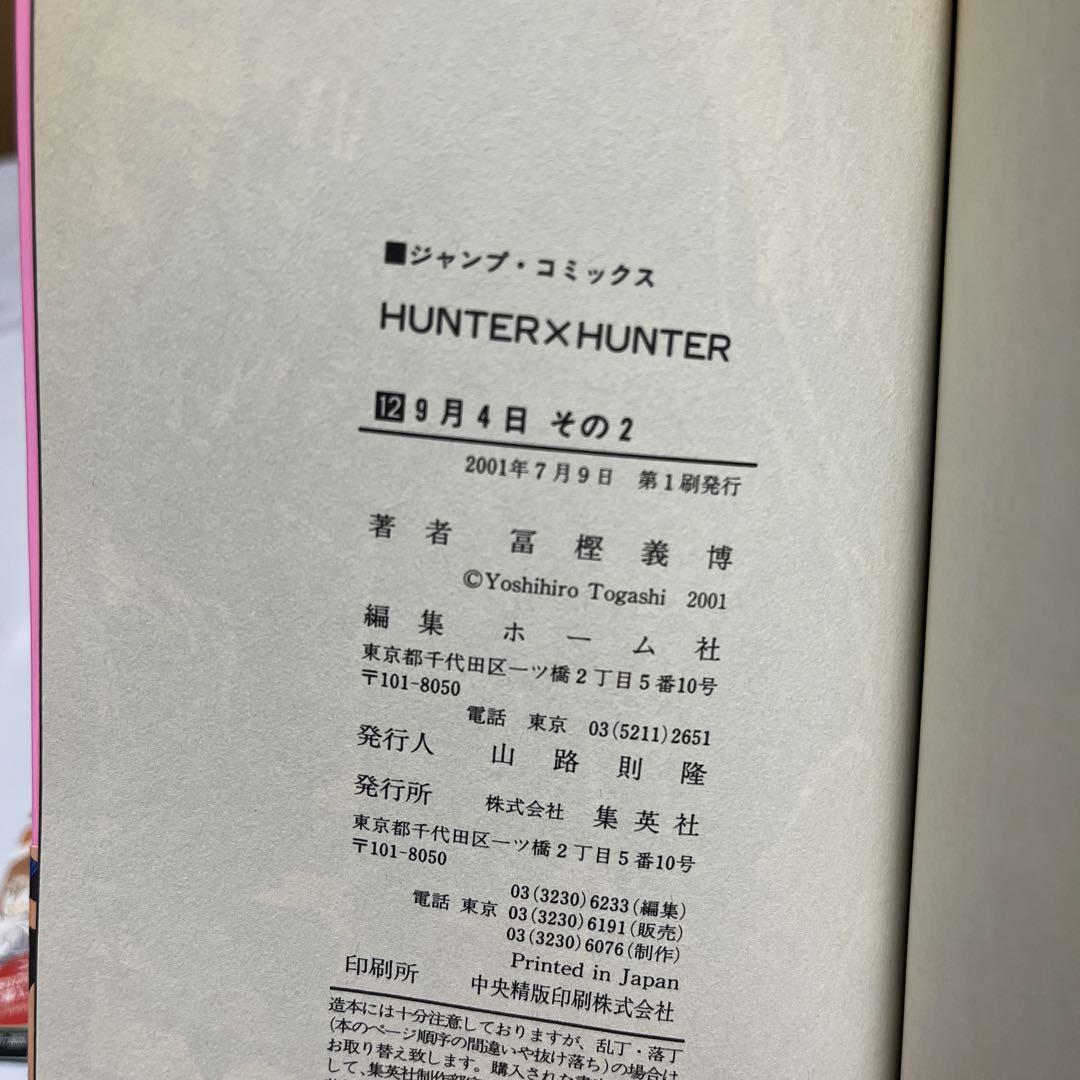 ■ジャンプ・コミックス
HUNTER×HUNTER
12 9月4日 その2
2001年7月9日 第1刷発行
著者 冨樫義博
©Yoshihiro Togashi 2001
編集 ホーム社
東京都千代田区一ツ橋2丁目5番10号
〒101-8050
電話 東京 03(5211)2651
発行人 山路則隆
発行所 株式会社 集英社
東京都千代田区一ツ橋2丁目5番10号
〒101-8050
03(3230)6233(編集)
電話 東京 03(3230)6191(販売)
03(3230)6076(制作)
Printed in Japan
印刷所 中央精版印刷株式会社
造本には十分注意しておりますが、乱丁・落丁
(本のページ順序の間違いや抜け落ち)の場合は
お取り替え致します。購入された
して、集英社制作部